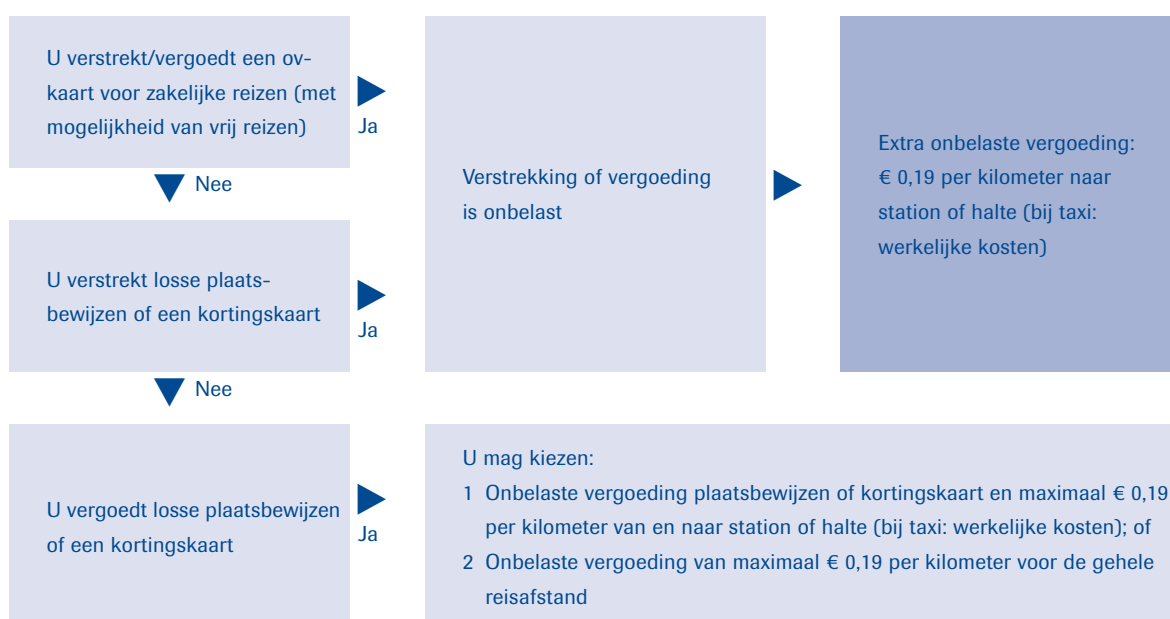 U verstrekt/vergoedt een ov-
kaart voor zakelijke reizen (met
mogelijkheid van vrij reizen)
Ja
Nee
Verstrekking of vergoeding
is onbelast
Extra onbelaste vergoeding:
€ 0,19 per kilometer naar
station of halte (bij taxi:
werkelijke kosten)
U verstrekt losse plaats-
bewijzen of een kortingskaart
Ja
Nee
U vergoedt losse plaatsbewijzen
of een kortingskaart
Ja
U mag kiezen:
1 Onbelaste vergoeding plaatsbewijzen of kortingskaart en maximaal € 0,19
per kilometer van en naar station of halte (bij taxi: werkelijke kosten); of
2 Onbelaste vergoeding van maximaal € 0,19 per kilometer voor de gehele
reisafstand